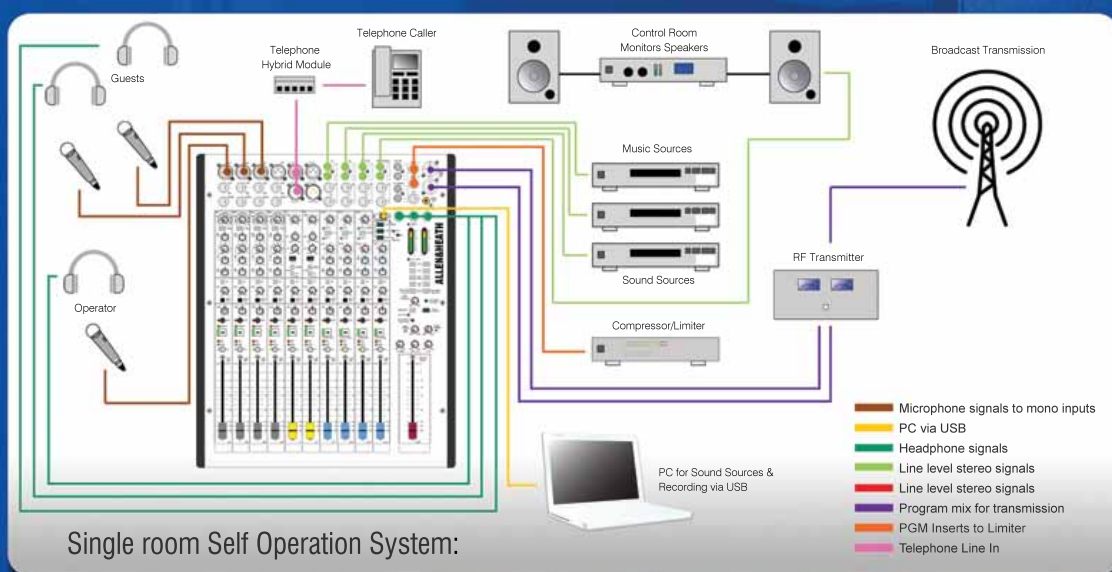 Telephone Caller
Telephone
Hybrid Module
Guests
Control Room
Monitors Speakers
Broadcast Transmission
Music Sources
Sound Sources
RF Transmitter
Operator
Compressor/Limiter
ALLEN&HEATH
PC for Sound Sources &
Recording via USB
Microphone signals to mono inputs
PC via USB
Headphone signals
Line level stereo signals
Line level stereo signals
Program mix for transmission
PGM Inserts to Limiter
Telephone Line In
Single room Self Operation System: